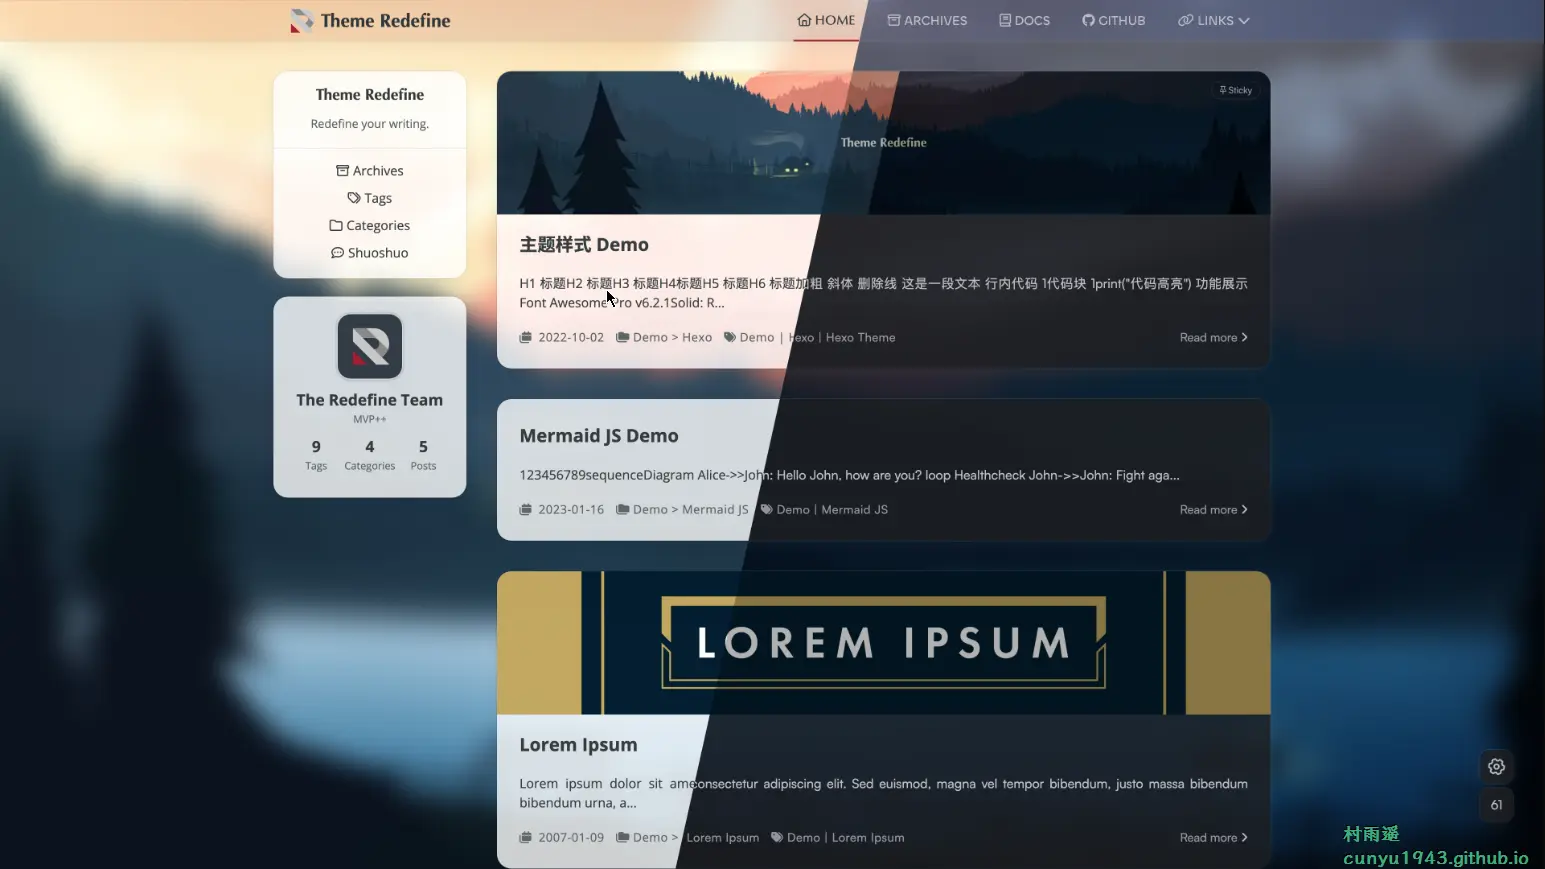 Theme Redefine
HOME
ARCHIVES
DOCS
GITHUB
LINKS
Theme Redefine
Redefine your writing.
Archives
Tags
Categories
Shuoshuo
The Redefine Team
MVP++
9 4 5
Tags Categories Posts
Sticky
Theme Redefine
主题样式 Demo
H1 标题H2 标题H3 标题H4标题H5 标题H6 标题加粗 斜体 删除线 这是一段文本 行内代码 1代码块 1print("代码高亮") 功能展示
Font Awesome Pro v6.2.1Solid: R...
2022-10-02 Demo > Hexo Demo | Hexo | Hexo Theme Read more
Mermaid JS Demo
123456789sequenceDiagram Alice->>John: Hello John, how are you? loop Healthcheck John->>John: Fight aga...
2023-01-16 Demo > Mermaid JS Demo | Mermaid JS Read more
LOREM IPSUM
Lorem Ipsum
Lorem ipsum dolor sit ameconsectetur adipiscing elit. Sed euismod, magna vel tempor bibendum, justo massa bibendum
bibendum urna, a...
2007-01-09 Demo > Lorem Ipsum Demo | Lorem Ipsum Read more
61
村雨遥
cunyu1943.github.io